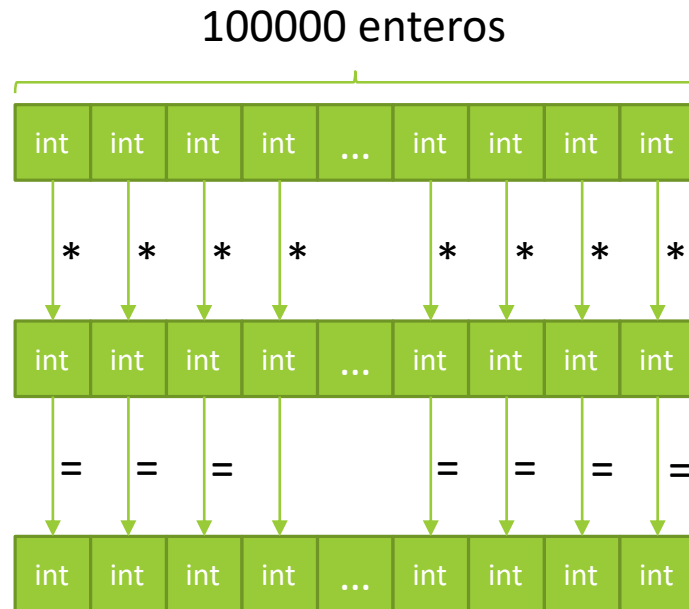 100000 enteros
int int int int ... int int int int
* * * * * * * *
int int int int ... int int int int
= = = = = = =
int int int int ... int int int int